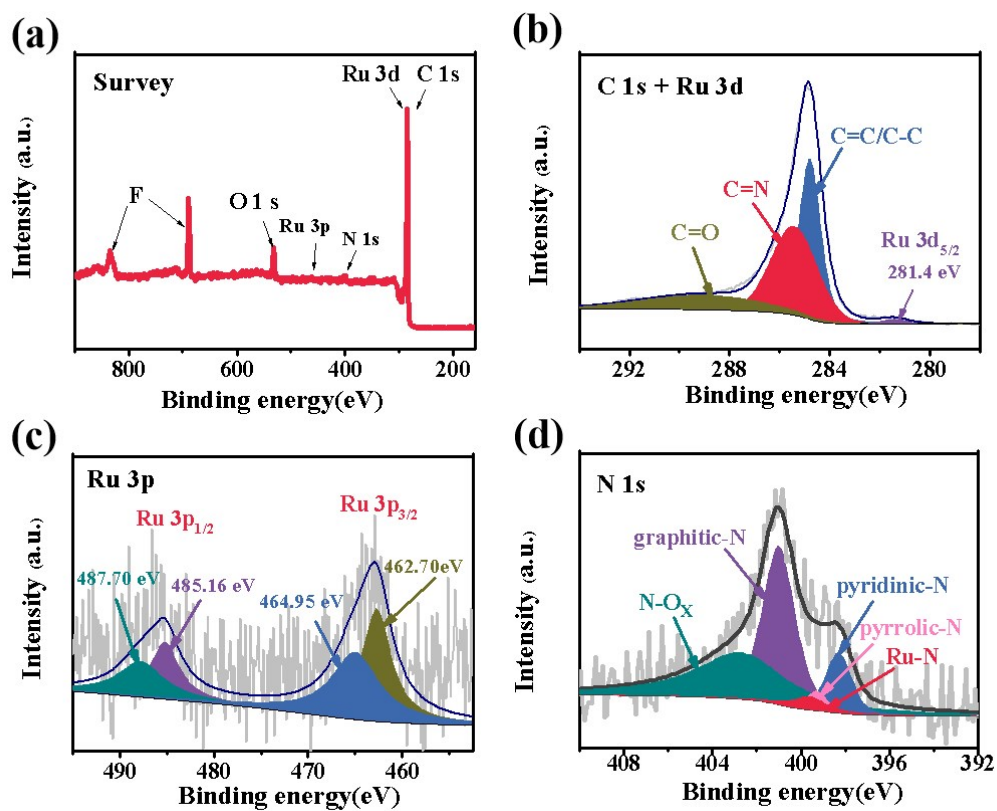 (a)
Survey
Ru 3d
C 1s
F
O 1 s
Ru 3p
N 1s
Intensity (a.u.)
800 600 400 200
Binding energy(eV)
(b)
C 1s + Ru 3d
C=C/C-C
C=N
C=O
Ru 3d5/2
281.4 eV
Intensity (a.u.)
292 288 284 280
Binding energy(eV)
(c)
Ru 3p
Ru 3p1/2
Ru 3p3/2
487.70 eV
485.16 eV
464.95 eV
462.70eV
Intensity (a.u.)
490 480 470 460
Binding energy(eV)
(d)
N 1s
graphitic-N
N-OX
pyridinic-N
pyrrolic-N
Ru-N
Intensity (a.u.)
408 404 400 396 392
Binding energy(eV)